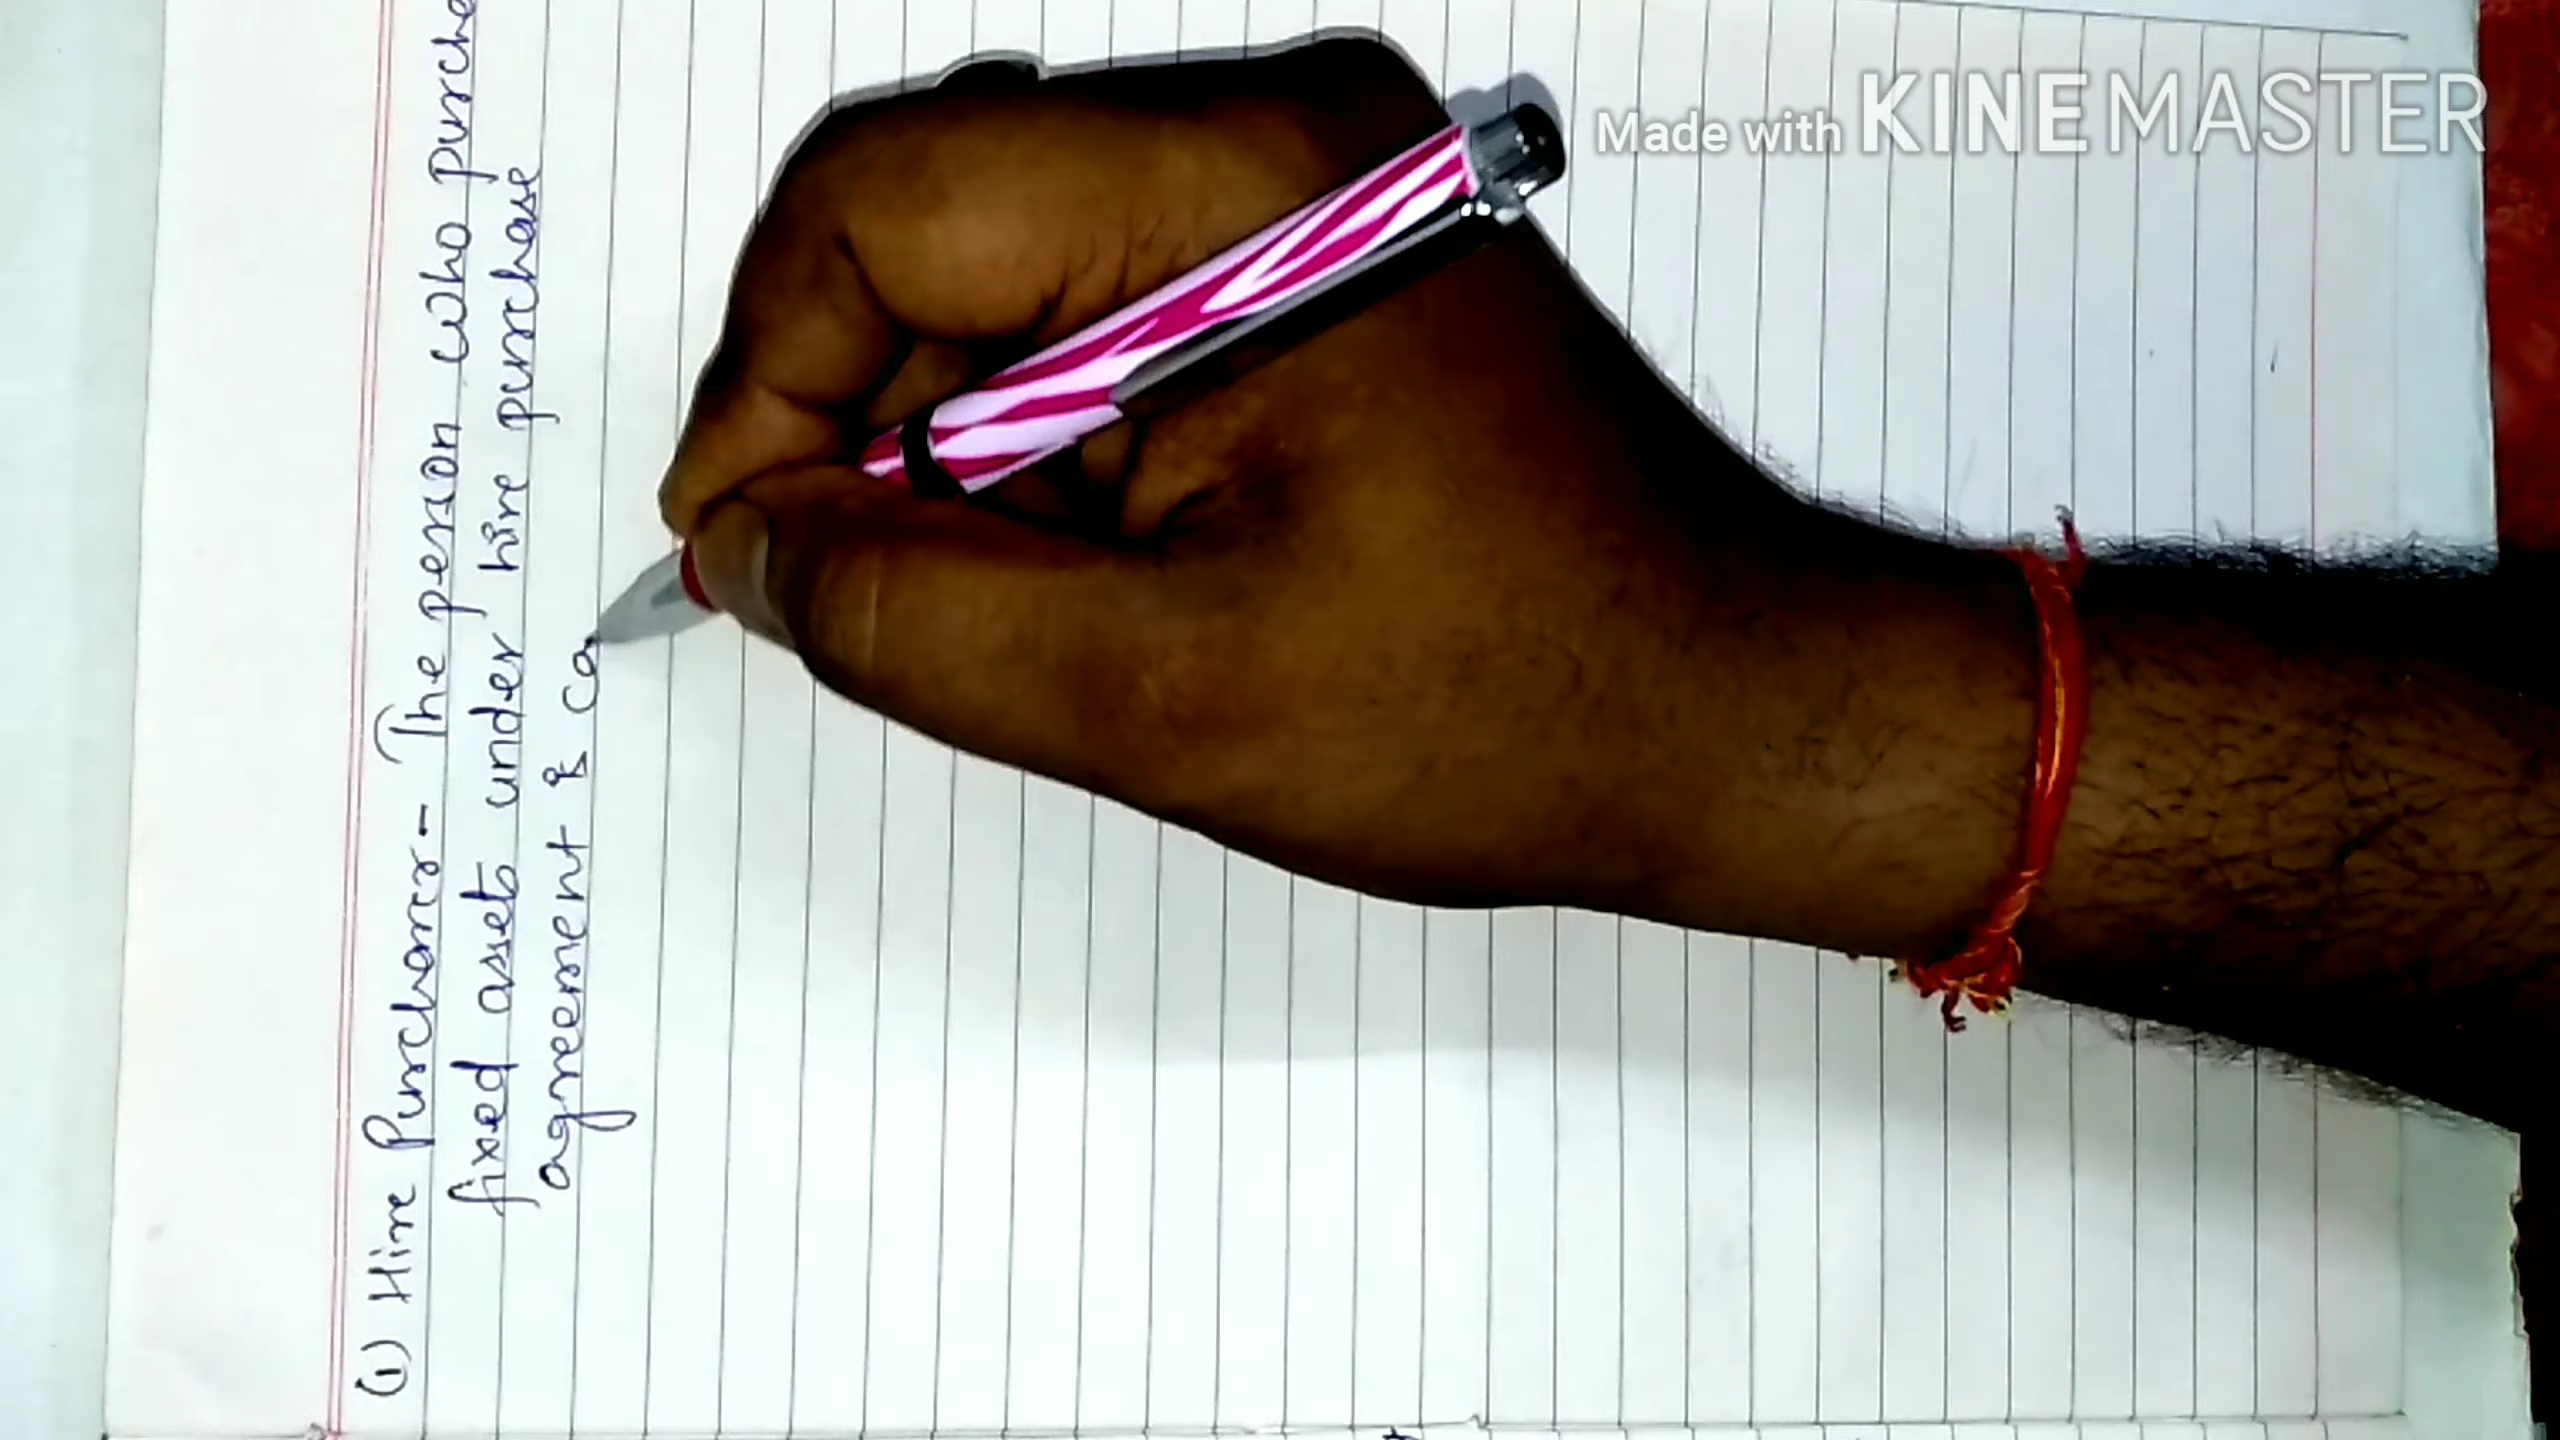 (1) Hire Purchaser- The person who purcha
fixed assets under hire purchase
agreement & ca
Made with KINEMASTER